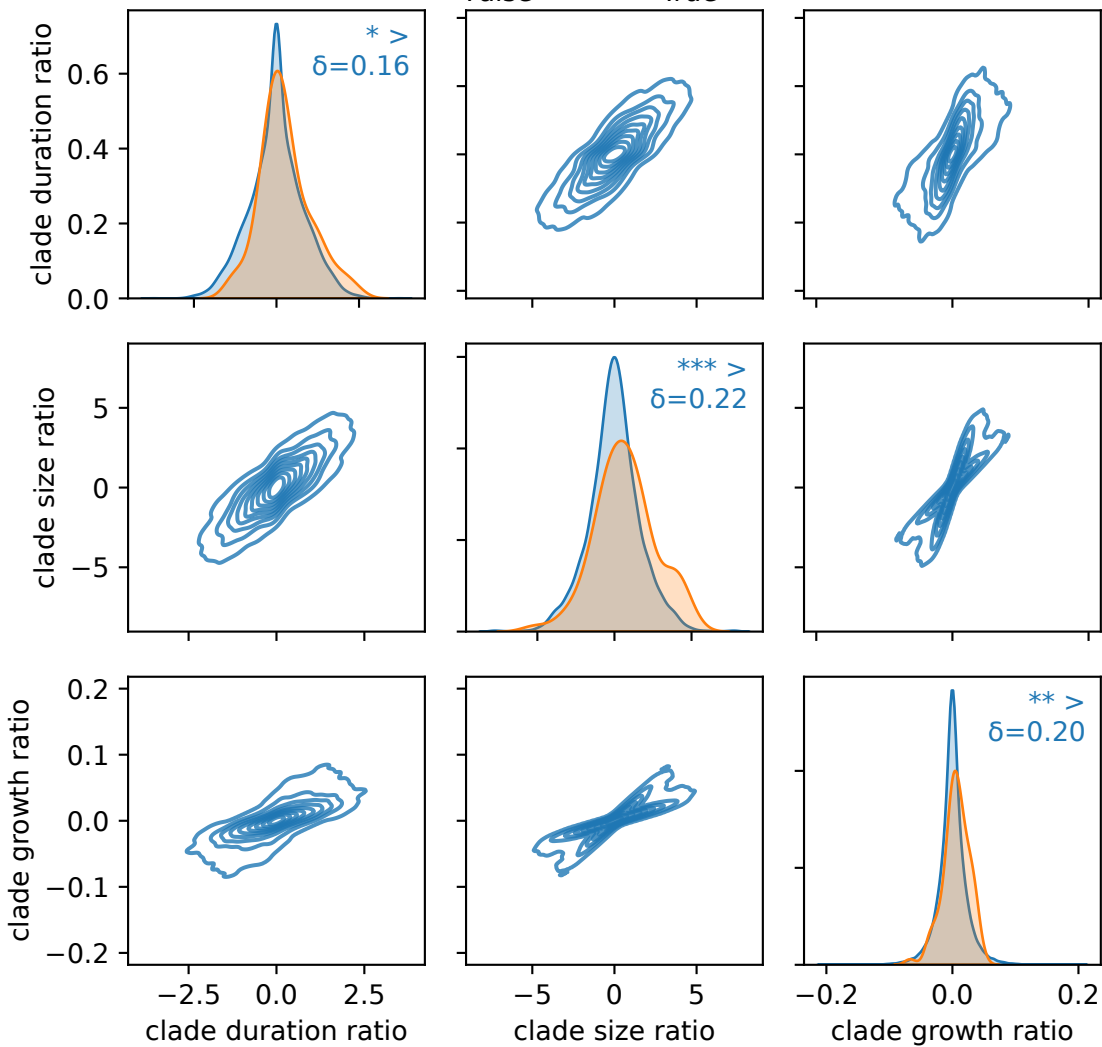 False True
clade duration ratio
0.6
0.4
0.2
0.0
* >
δ=0.16
clade size ratio
5
0
−5
*** >
δ=0.22
clade growth ratio
0.2
0.1
0.0
−0.1
−0.2
** >
δ=0.20
−2.5 0.0 2.5
−5 0 5
−0.2 0.0 0.2
clade duration ratio
clade size ratio
clade growth ratio